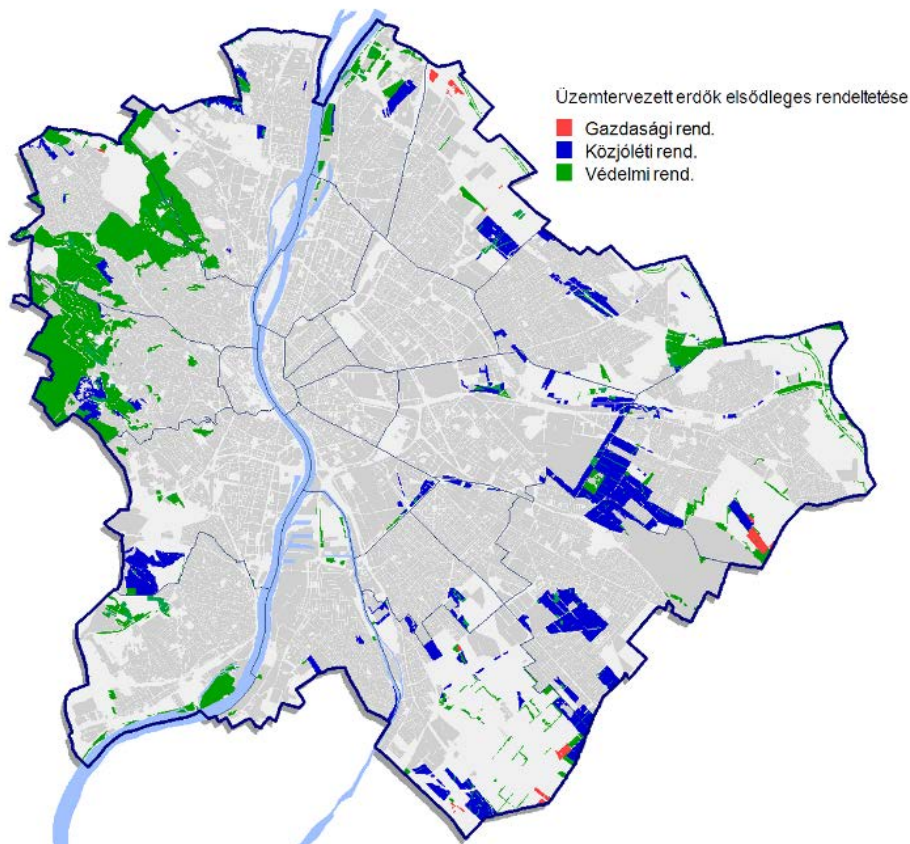 Üzemtervezett erdők elsődleges rendeltetése
Gazdasági rend.
Közjóléti rend.
Védelmi rend.